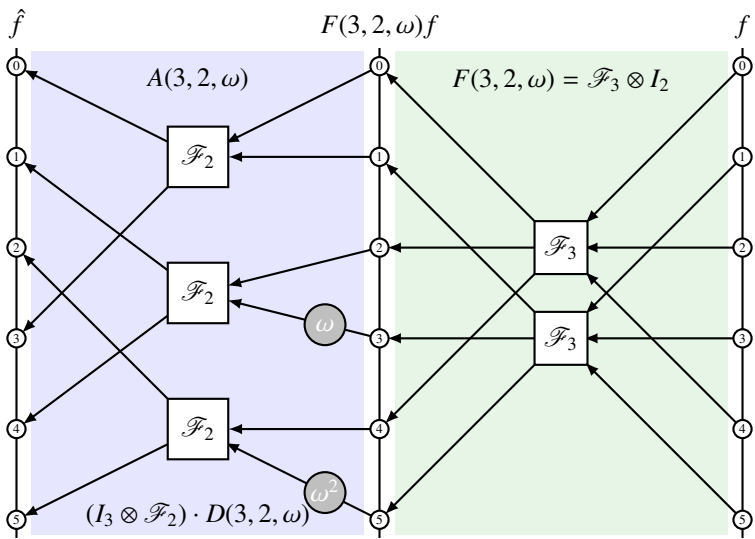 f̂ F(3, 2, ω)f f
0 0 0
A(3, 2, ω) F(3, 2, ω) = ℱ₃ ⊗ I₂
ℱ₂
1 1 1
2 2 2
ℱ₃
ℱ₂
ω
3 3 3
ℱ₃
4 4 4
ℱ₂
ω²
(I₃ ⊗ ℱ₂) · D(3, 2, ω)
5 5 5